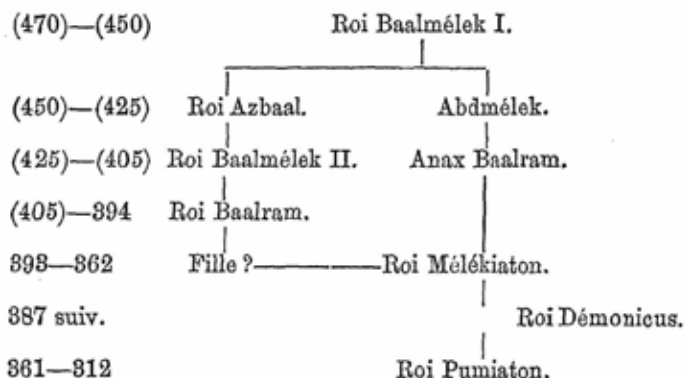 (470)—(450) Roi Baalmélek I.
(450)—(425) Roi Azbaal. Abdmélek.
(425)—(405) Roi Baalmélek II. Anax Baalram.
(405)—394 Roi Baalram.
393—362 Fille ?———Roi Mélékiaton.
387 suiv. Roi Démonicus.
361—312 Roi Pumiaton.